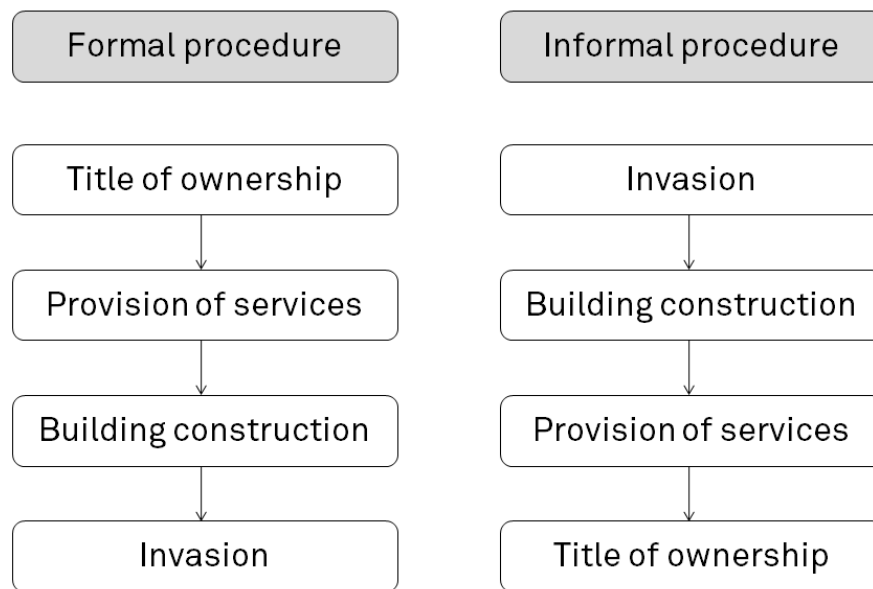 Formal procedure
Title of ownership
Provision of services
Building construction
Invasion
Informal procedure
Invasion
Building construction
Provision of services
Title of ownership